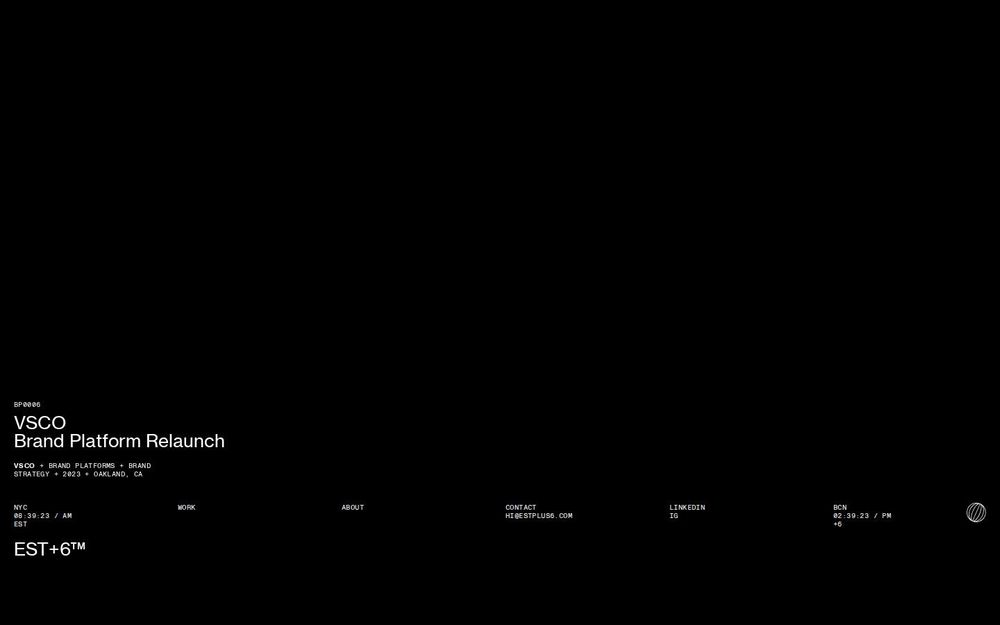 BP0006
VSCO
Brand Platform Relaunch
VSCO + BRAND PLATFORMS + BRAND
STRATEGY + 2023 + OAKLAND, CA
NYC
08:39:23 / AM
EST
WORK
ABOUT
CONTACT
HI@ESTPLUS6.COM
LINKEDIN
IG
BCN
02:39:23 / PM
+6
EST+6™